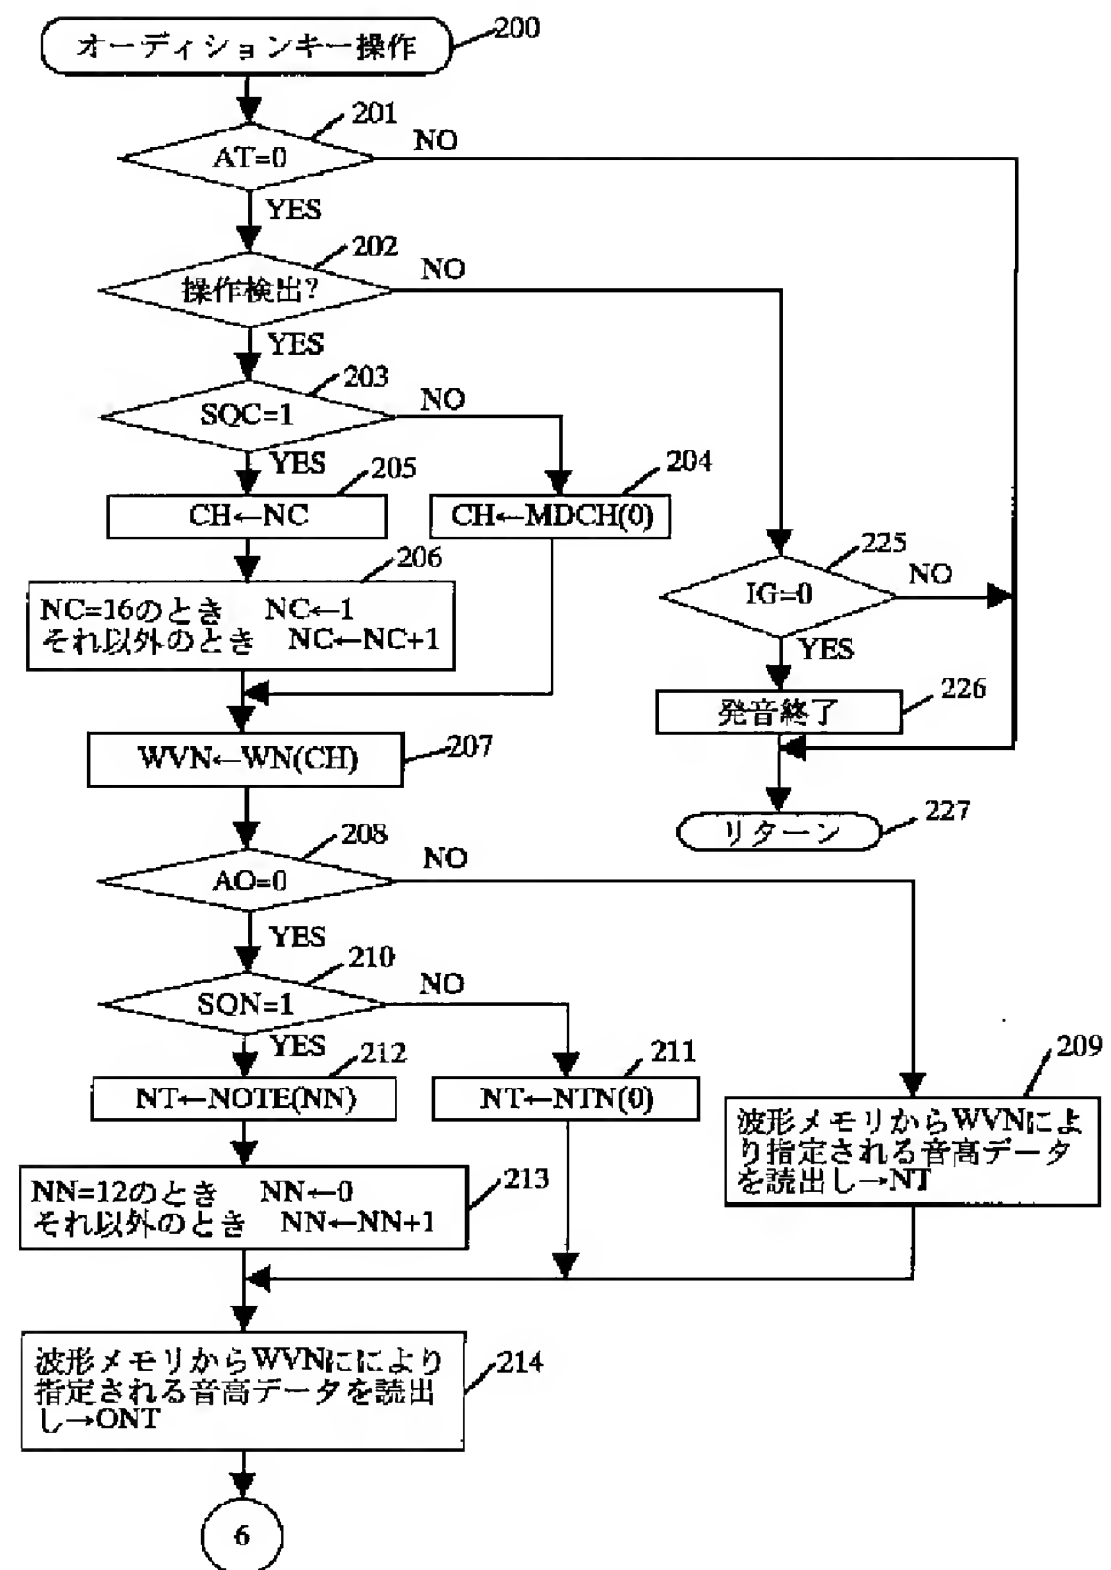 オーディションキー操作
200
201
AT=0
NO
YES
202
操作検出?
NO
YES
203
SQC=1
NO
YES
205
CH←NC
204
CH←MDCH(0)
206
NC=16のとき NC←1
それ以外のとき NC←NC+1
225
IG=0
NO
YES
226
発音終了
207
WVN←WN(CH)
227
リターン
208
AO=0
NO
YES
210
SQN=1
NO
YES
212
NT←NOTE(NN)
211
NT←NTN(0)
209
波形メモリからWVNによ
り指定される音高データ
を読出し→NT
213
NN=12のとき NN←0
それ以外のとき NN←NN+1
214
波形メモリからWVNににより
指定される音高データを読出
し→ONT
6